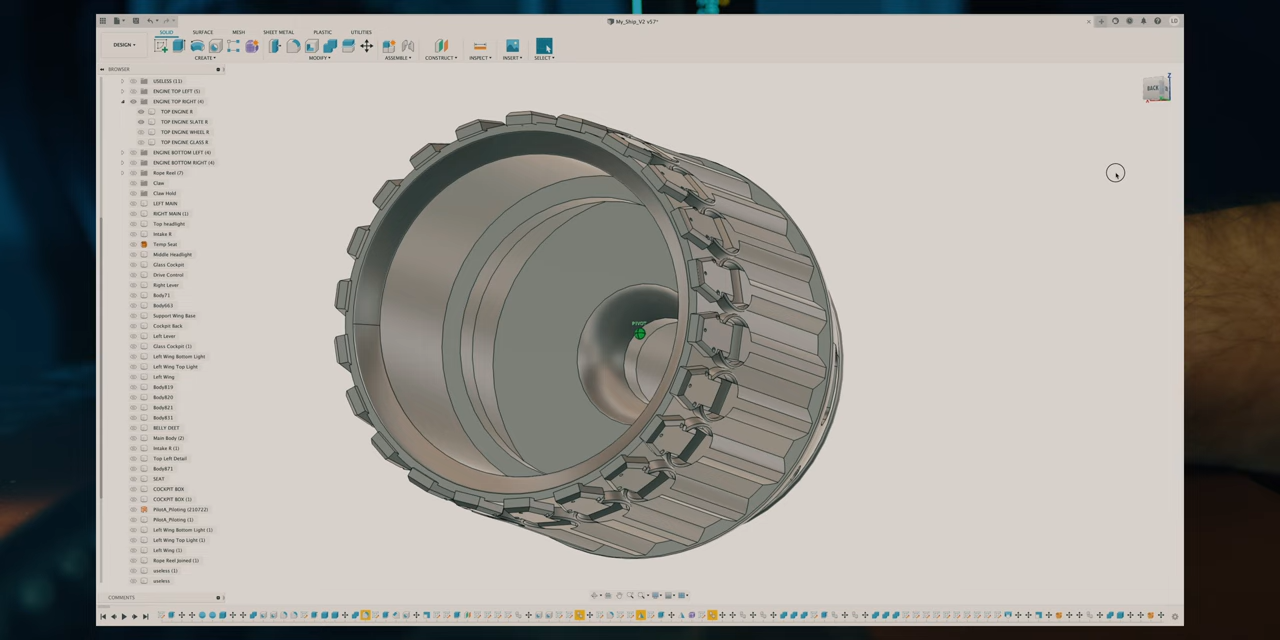 My_Ship_V2 v57*
LD
SOLID SURFACE MESH SHEET METAL PLASTIC UTILITIES
DESIGN
CREATE MODIFY ASSEMBLE CONSTRUCT INSPECT INSERT SELECT
BROWSER
USELESS (11)
ENGINE TOP LEFT (5)
ENGINE TOP RIGHT (4)
TOP ENGINE R
TOP ENGINE SLATE R
TOP ENGINE WHEEL R
TOP ENGINE GLASS R
ENGINE BOTTOM LEFT (4)
ENGINE BOTTOM RIGHT (4)
Rope Reel (7)
Claw
Claw Hold
LEFT MAIN
RIGHT MAIN (1)
Top headlight
Intake R
Temp Seat
Middle Headlight
Glass Cockpit
Drive Control
Right Lever
Body71
Body663
Support Wing Base
Cockpit Back
Left Lever
Glass Cockpit (1)
Left Wing Bottom Light
Left Wing Top Light
Left Wing
Body819
Body820
Body821
Body831
BELLY DEET
Main Body (2)
Intake R (1)
Top Left Detail
Body871
SEAT
COCKPIT BOX
COCKPIT BOX (1)
PilotA_Piloting (210722)
PilotA_Piloting (1)
Left Wing Bottom Light (1)
Left Wing Top Light (1)
Left Wing (1)
Rope Reel Joined (1)
useless (1)
useless
COMMENTS
PIVOT
BACK
Z